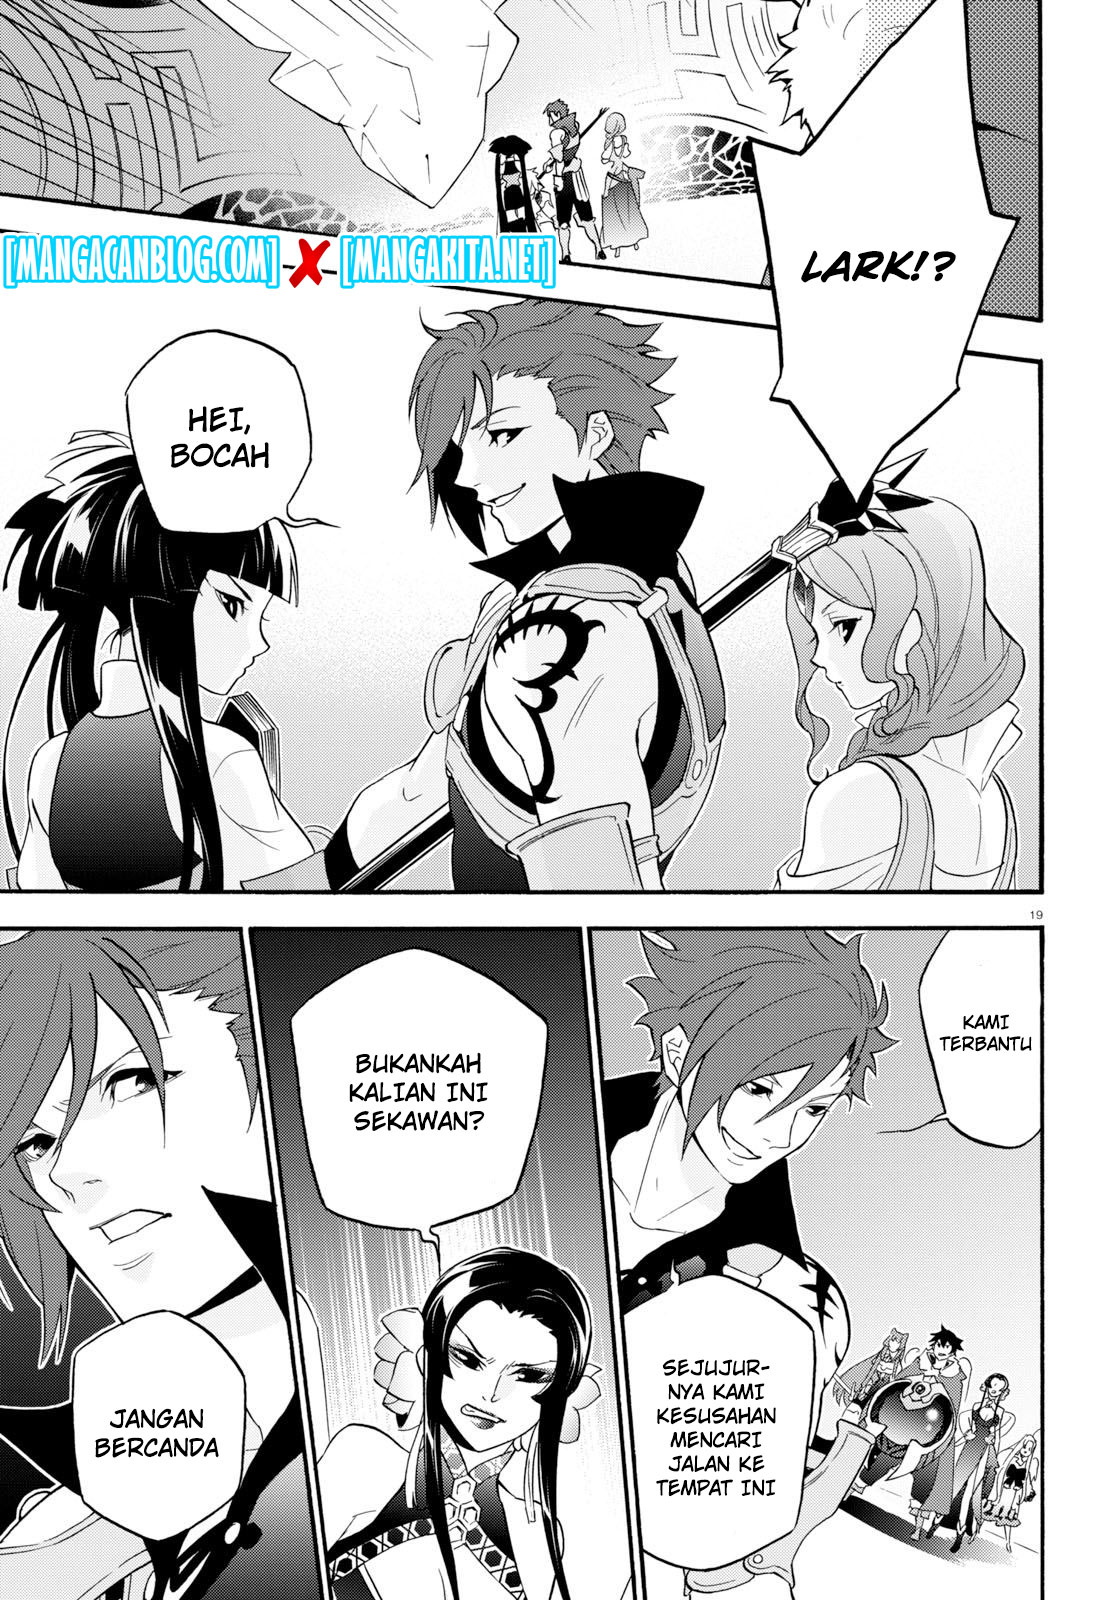 [MANGACANBLOG.COM] X [MANGAKITA.NET]
LARK!?
HEI,
BOCAH
19
KAMI
TERBANTU
SEJUJUR-
NYA KAMI
KESUSAHAN
MENCARI
JALAN KE
TEMPAT INI
BUKANKAH
KALIAN INI
SEKAWAN?
JANGAN
BERCANDA